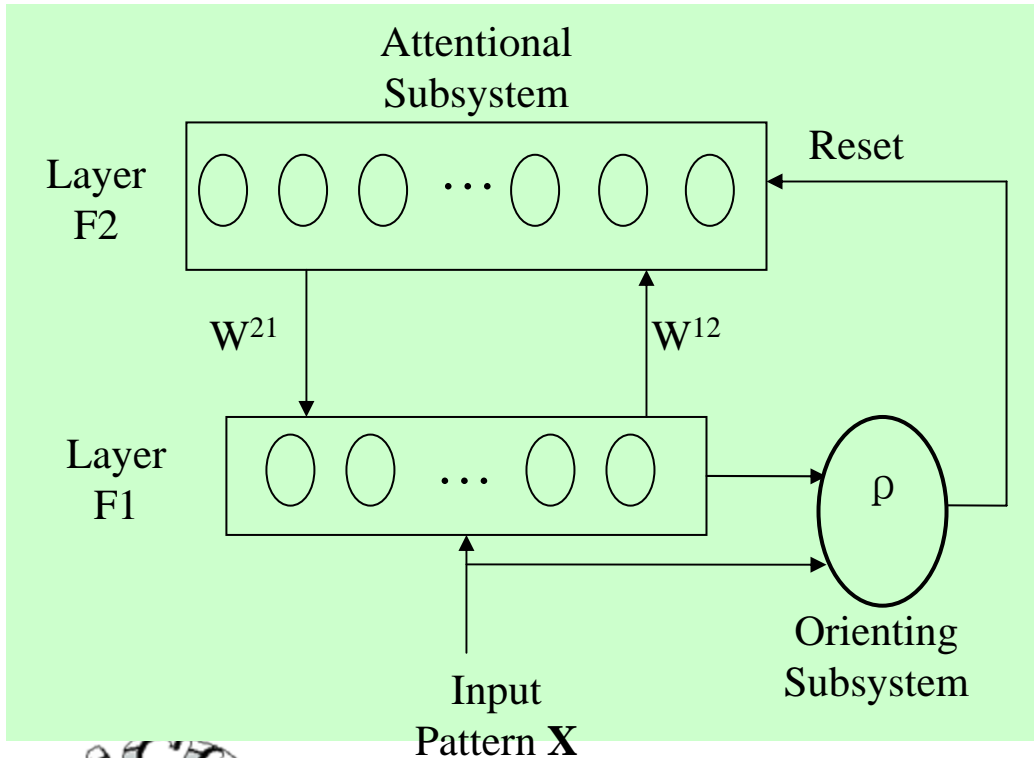 Attentional
Subsystem
Reset
Layer
F2
...
W²¹
W¹²
Layer
F1
...
ρ
Orienting
Subsystem
Input
Pattern X